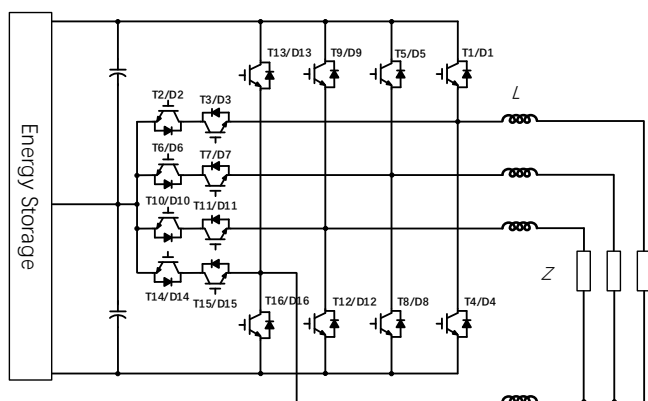 Energy Storage
T13/D13
T9/D9
T5/D5
T1/D1
T2/D2
T3/D3
L
T6/D6
T7/D7
T10/D10
T11/D11
T14/D14
T15/D15
Z
T16/D16
T12/D12
T8/D8
T4/D4